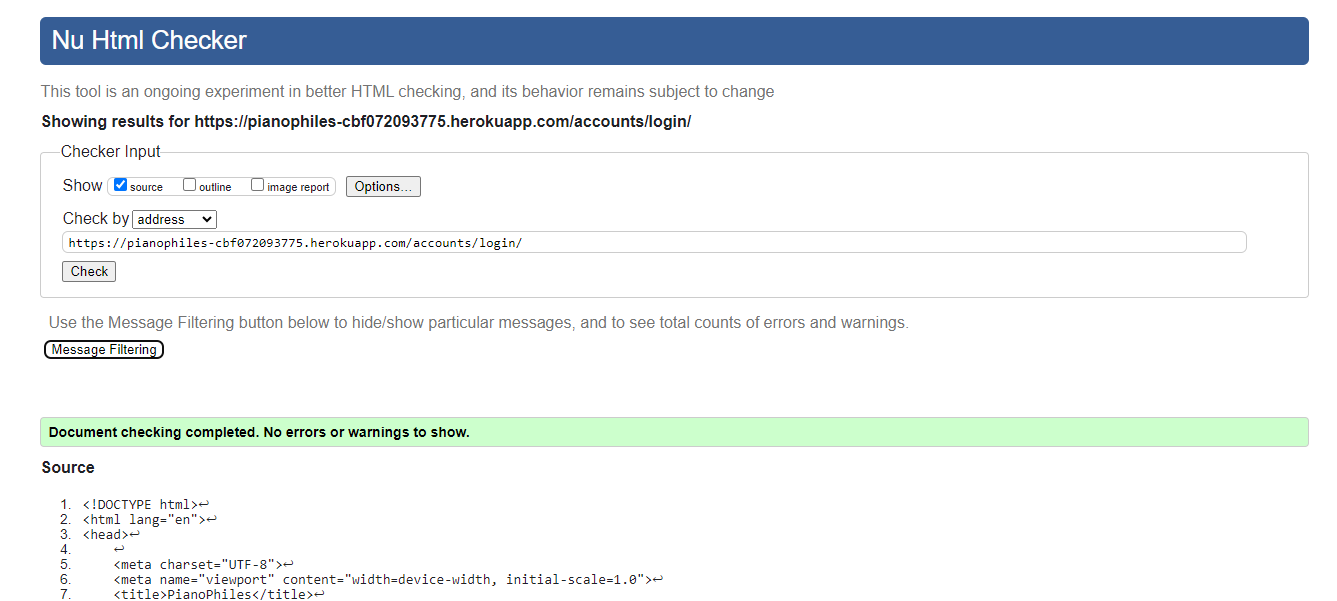 Nu Html Checker
This tool is an ongoing experiment in better HTML checking, and its behavior remains subject to change
Showing results for https://pianophiles-cbf072093775.herokuapp.com/accounts/login/
Checker Input
Show source outline image report Options...
Check by address
https://pianophiles-cbf072093775.herokuapp.com/accounts/login/
Check
Use the Message Filtering button below to hide/show particular messages, and to see total counts of errors and warnings.
Message Filtering
Document checking completed. No errors or warnings to show.
Source
1. <!DOCTYPE html>↩
2. <html lang="en">↩
3. <head>↩
4. ↩
5. <meta charset="UTF-8">↩
6. <meta name="viewport" content="width=device-width, initial-scale=1.0">↩
7. <title>PianoPhiles</title>↩